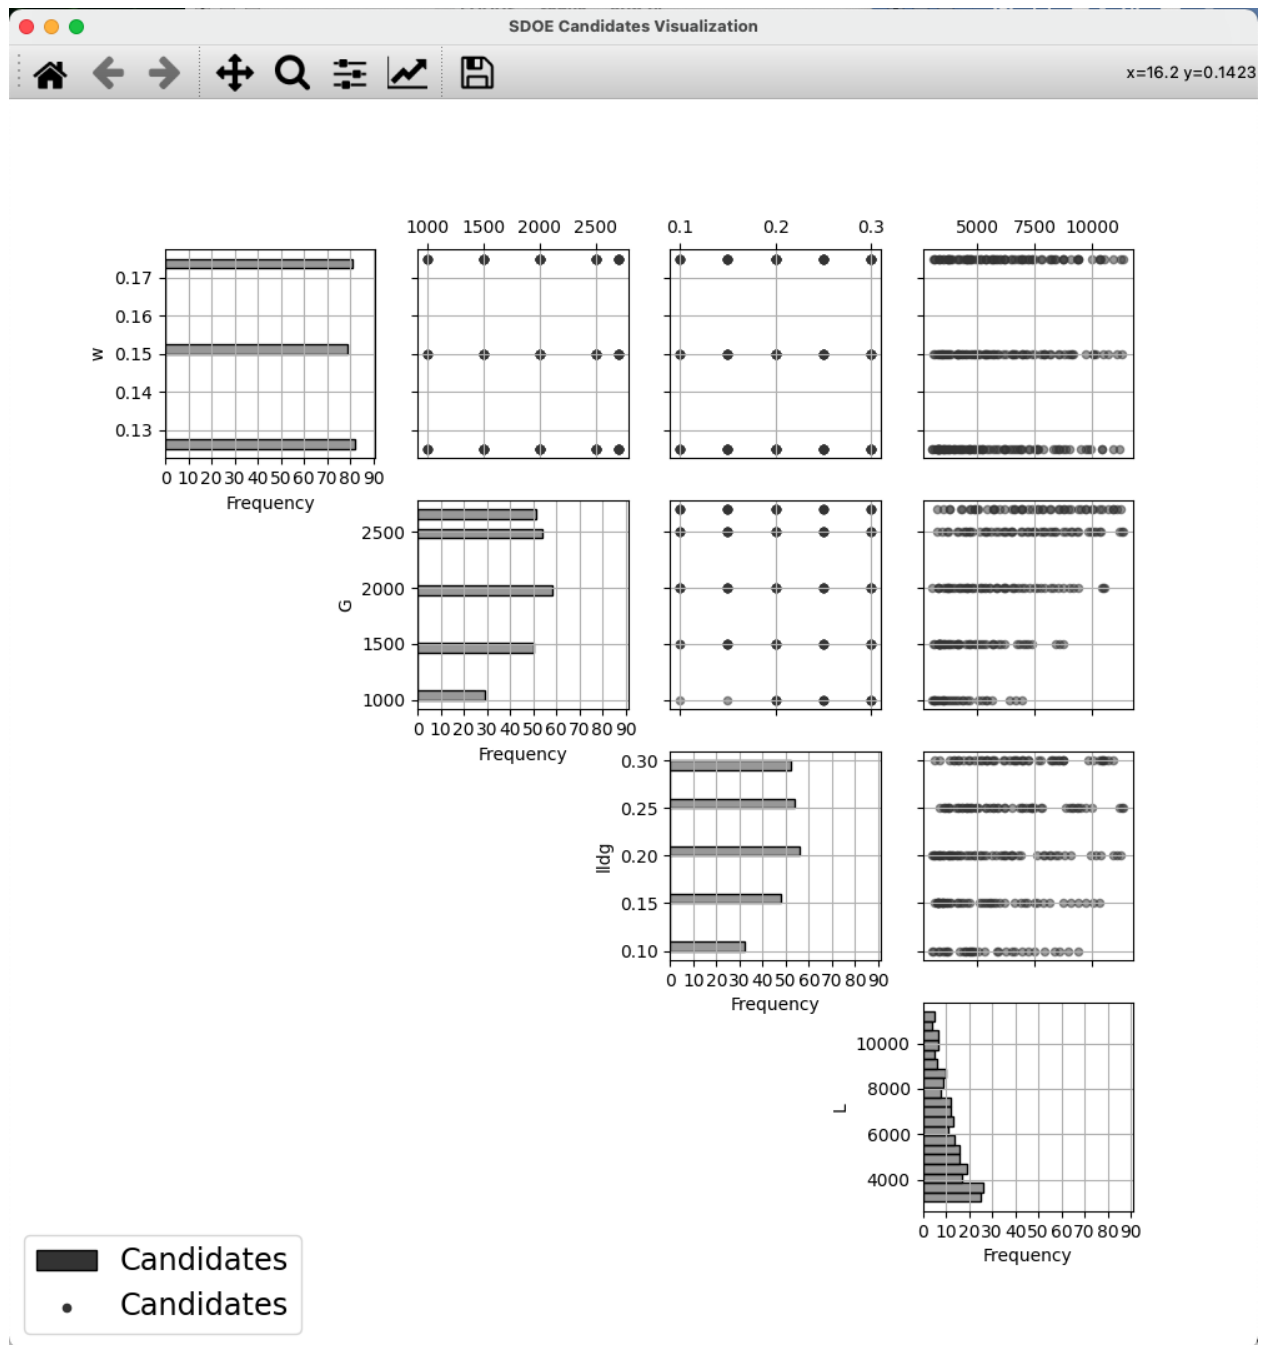 SDOE Candidates Visualization
x=16.2 y=0.1423
1000 1500 2000 2500 0.1 0.2 0.3 5000 7500 10000
0.17
0.16
w 0.15
0.14
0.13
0 10 20 30 40 50 60 70 80 90
Frequency
2500
G 2000
1500
1000
0 10 20 30 40 50 60 70 80 90
Frequency
0.30
0.25
lldg 0.20
0.15
0.10
0 10 20 30 40 50 60 70 80 90
Frequency
10000
8000
L 6000
4000
0 10 20 30 40 50 60 70 80 90
Frequency
Candidates
Candidates